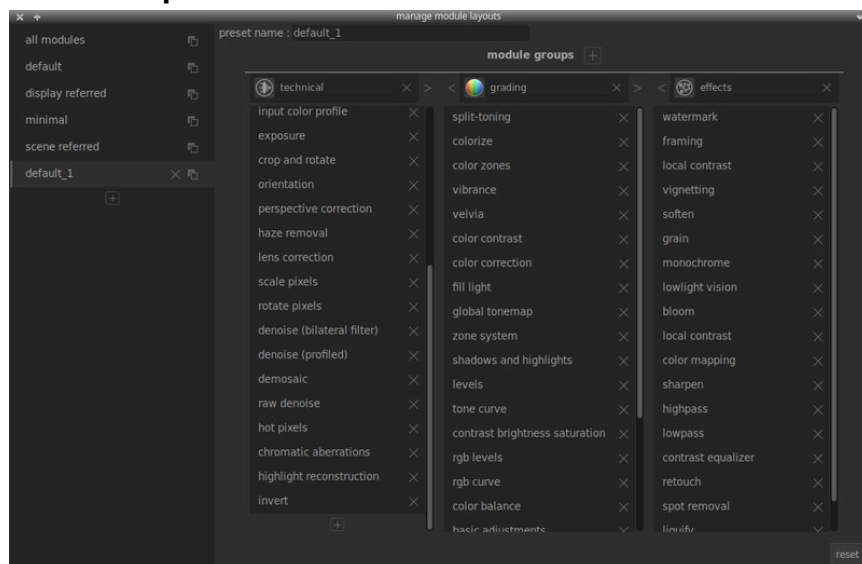 manage module layouts
all modules
default
display referred
minimal
scene referred
default_1
preset name : default_1
module groups
technical
input color profile
exposure
crop and rotate
orientation
perspective correction
haze removal
lens correction
scale pixels
rotate pixels
denoise (bilateral filter)
denoise (profiled)
demosaic
raw denoise
hot pixels
chromatic aberrations
highlight reconstruction
invert
grading
split-toning
colorize
color zones
vibrance
velvia
color contrast
color correction
fill light
global tonemap
zone system
shadows and highlights
levels
tone curve
contrast brightness saturation
rgb levels
rgb curve
color balance
basic adjustments
effects
watermark
framing
local contrast
vignetting
soften
grain
monochrome
lowlight vision
bloom
local contrast
color mapping
sharpen
highpass
lowpass
contrast equalizer
retouch
spot removal
liquify
reset